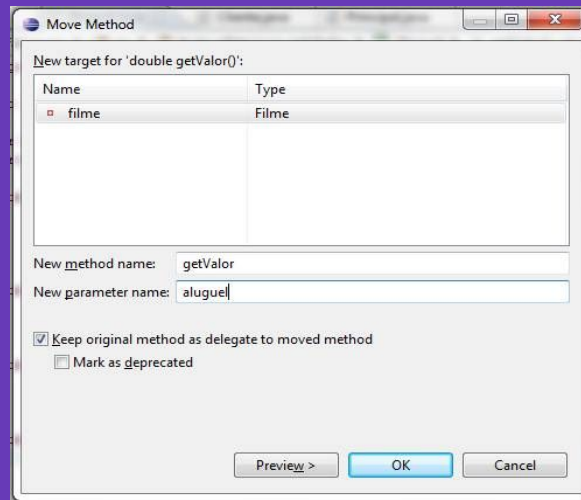 Move Method
New target for 'double getValor()':
Name Type
filme Filme
New method name: getValor
New parameter name: aluguel
Keep original method as delegate to moved method
Mark as deprecated
Preview > OK Cancel